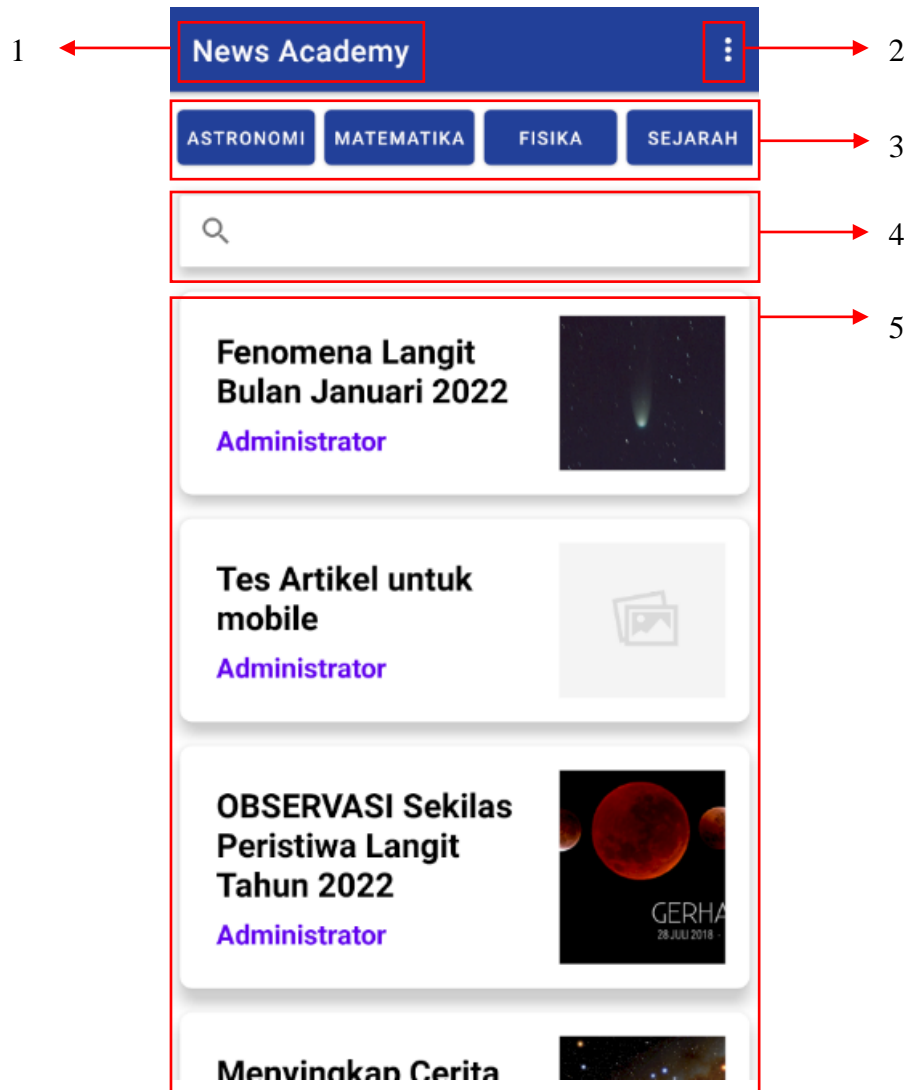 1
News Academy
2
ASTRONOMI MATEMATIKA FISIKA SEJARAH
3
4
5
Fenomena Langit
Bulan Januari 2022
Administrator
Tes Artikel untuk
mobile
Administrator
OBSERVASI Sekilas
Peristiwa Langit
Tahun 2022
Administrator
GERHA
28 JULI 2018 -
Menyingkap Cerita